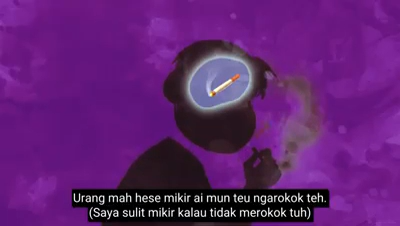 Urang mah hese mikir ai mun teu ngarokok teh.
(Saya sulit mikir kalau tidak merokok tuh)